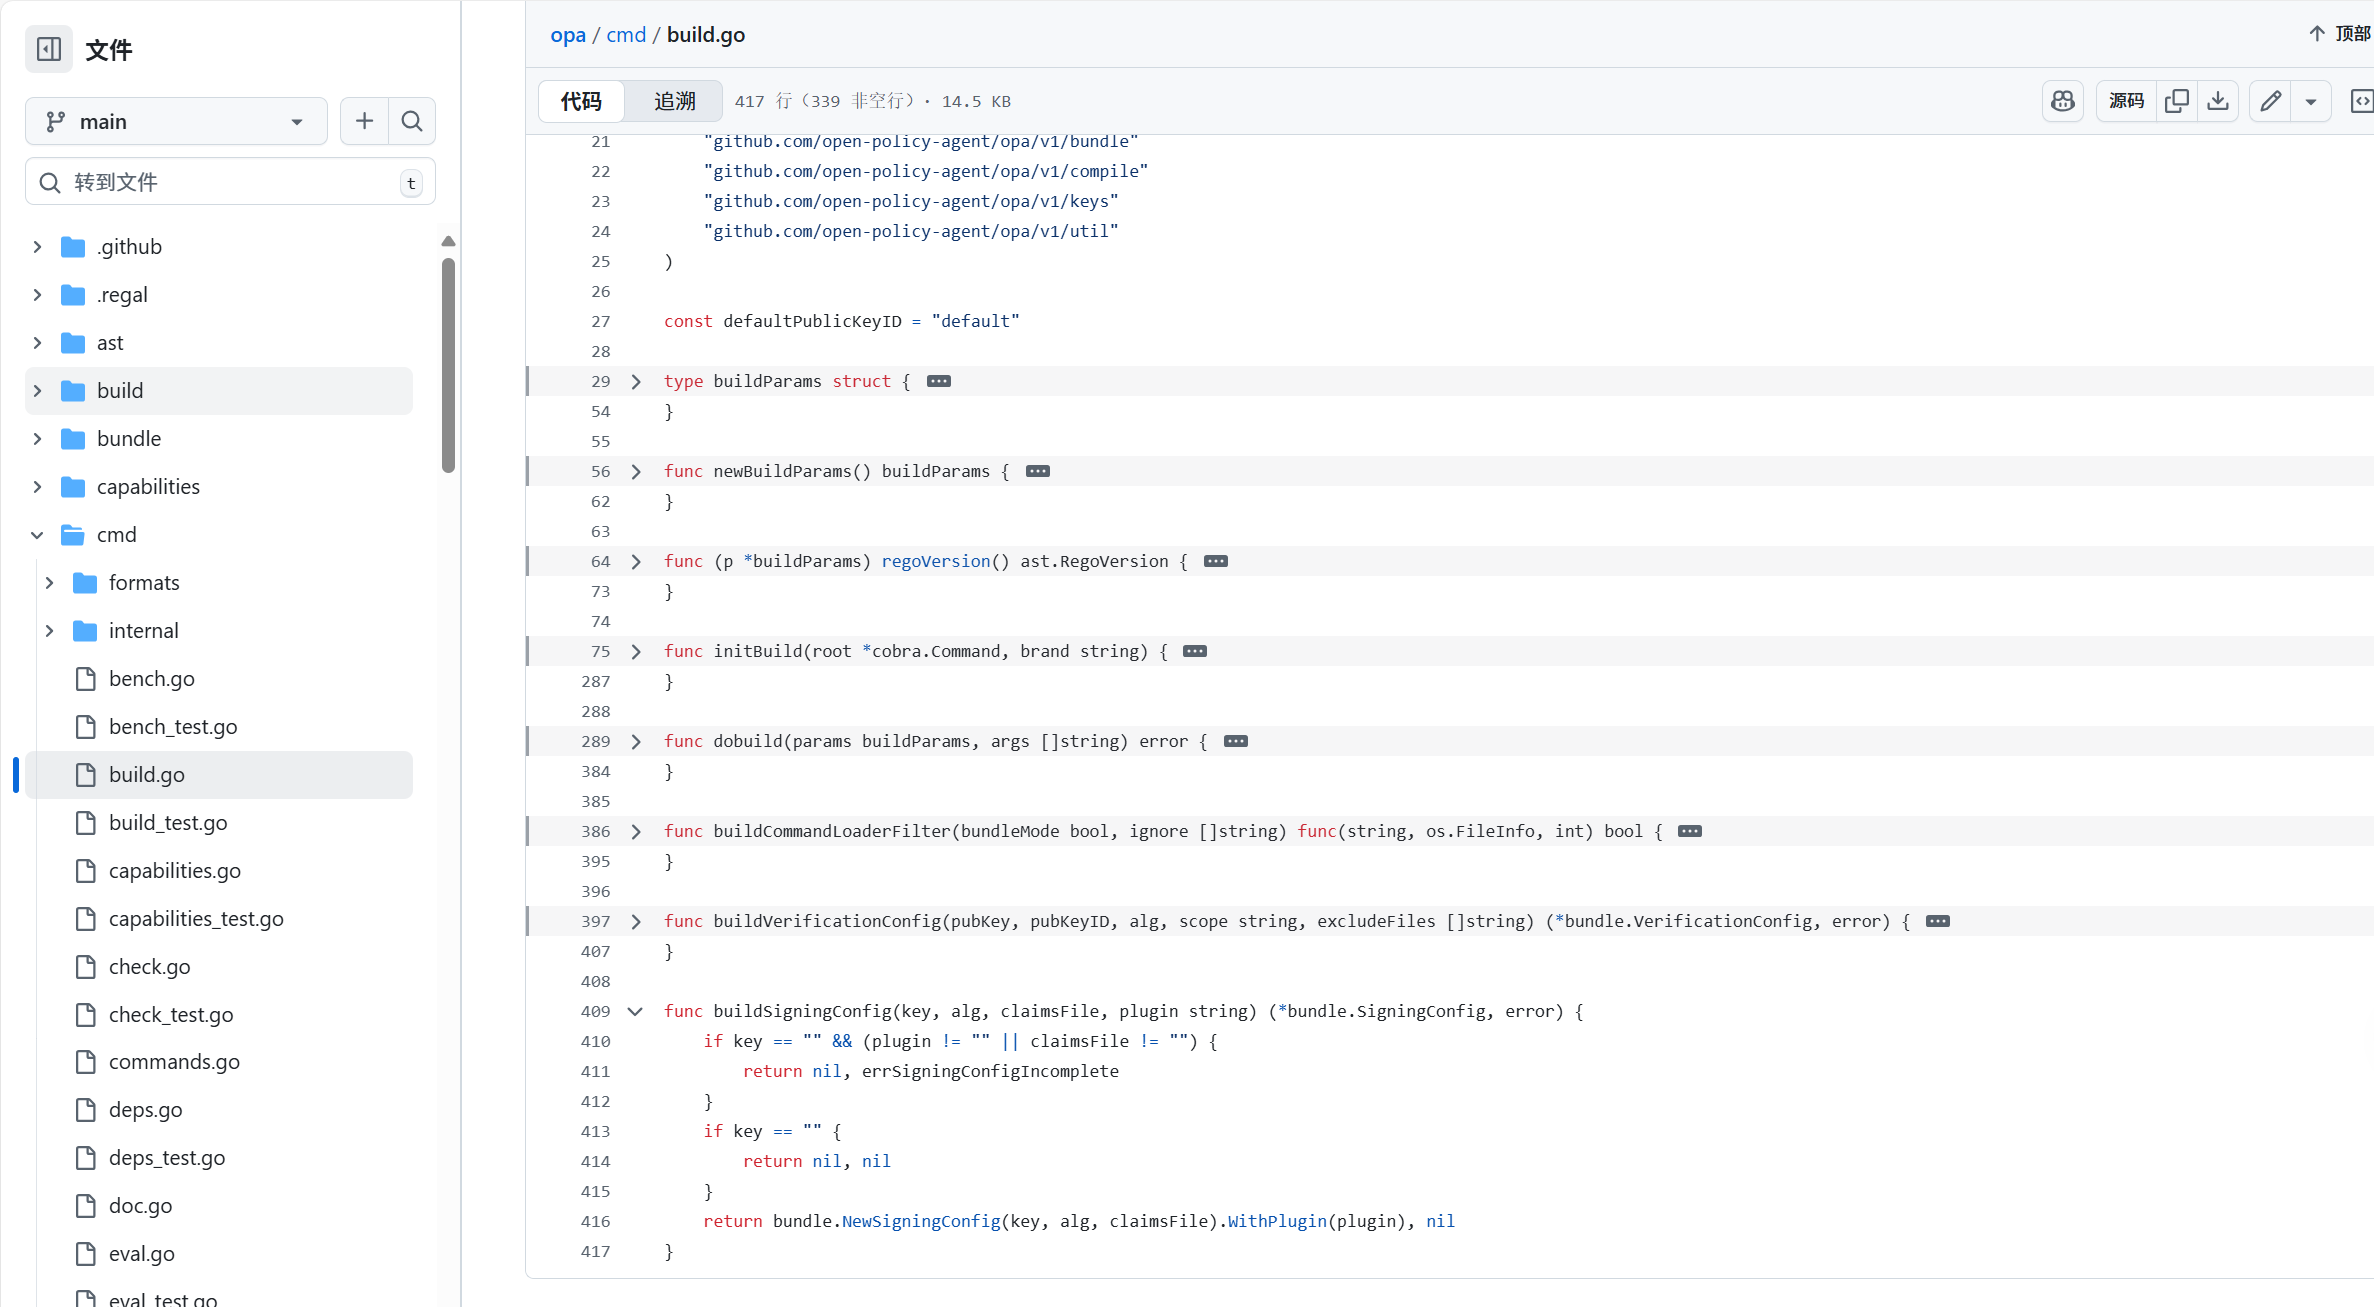 文件
main
转到文件
t
.github
.regal
ast
build
bundle
capabilities
cmd
formats
internal
bench.go
bench_test.go
build.go
build_test.go
capabilities.go
capabilities_test.go
check.go
check_test.go
commands.go
deps.go
deps_test.go
doc.go
eval.go
eval_test.go
opa / cmd / build.go
顶部
代码 追溯 417 行 (339 非空行) · 14.5 KB
源码
21 "github.com/open-policy-agent/opa/v1/bundle"
22 "github.com/open-policy-agent/opa/v1/compile"
23 "github.com/open-policy-agent/opa/v1/keys"
24 "github.com/open-policy-agent/opa/v1/util"
25 )
26
27 const defaultPublicKeyID = "default"
28
29 type buildParams struct { ...
54 }
55
56 func newBuildParams() buildParams { ...
62 }
63
64 func (p *buildParams) regoVersion() ast.RegoVersion { ...
73 }
74
75 func initBuild(root *cobra.Command, brand string) { ...
287 }
288
289 func dobuild(params buildParams, args []string) error { ...
384 }
385
386 func buildCommandLoaderFilter(bundleMode bool, ignore []string) func(string, os.FileInfo, int) bool { ...
395 }
396
397 func buildVerificationConfig(pubKey, pubKeyID, alg, scope string, excludeFiles []string) (*bundle.VerificationConfig, error) { ...
407 }
408
409 func buildSigningConfig(key, alg, claimsFile, plugin string) (*bundle.SigningConfig, error) {
410 if key == "" && (plugin != "" || claimsFile != "") {
411 return nil, errSigningConfigIncomplete
412 }
413 if key == "" {
414 return nil, nil
415 }
416 return bundle.NewSigningConfig(key, alg, claimsFile).WithPlugin(plugin), nil
417 }